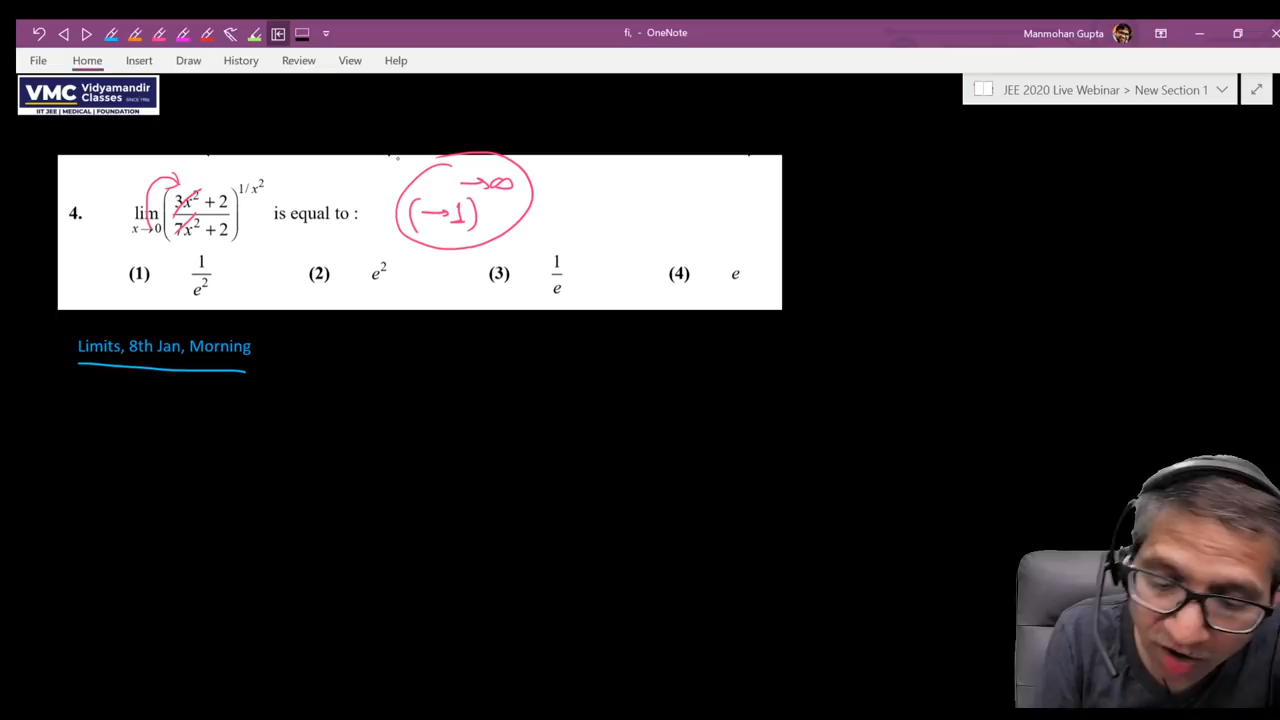 fi, - OneNote
Manmohan Gupta
File Home Insert Draw History Review View Help
VMC Vidyamandir Classes SINCE 1986
IIT JEE | MEDICAL | FOUNDATION
JEE 2020 Live Webinar > New Section 1
4. lim x→0 ( (3x² + 2) / (7x² + 2) )^(1/x²) is equal to :
(→1) →∞
(1) 1/e² (2) e² (3) 1/e (4) e
Limits, 8th Jan, Morning